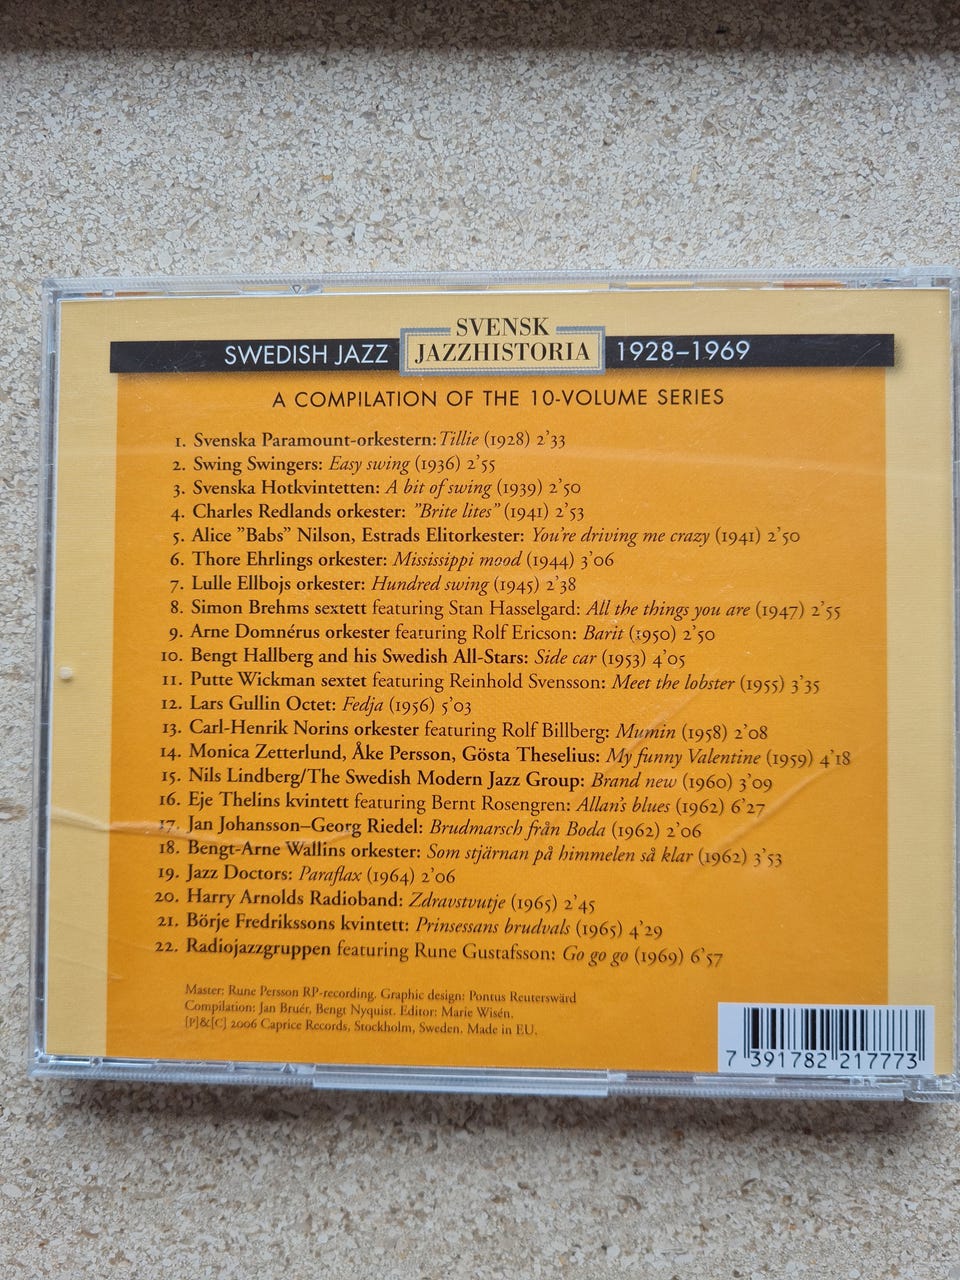 SVENSK
SWEDISH JAZZ JAZZHISTORIA 1928–1969
A COMPILATION OF THE 10-VOLUME SERIES
1. Svenska Paramount-orkestern: Tillie (1928) 2’33
2. Swing Swingers: Easy swing (1936) 2’55
3. Svenska Hotkvintetten: A bit of swing (1939) 2’50
4. Charles Redlands orkester: ”Brite lites” (1941) 2’53
5. Alice ”Babs” Nilson, Estrads Elitorkester: You’re driving me crazy (1941) 2’50
6. Thore Ehrlings orkester: Mississippi mood (1944) 3’06
7. Lulle Ellbojs orkester: Hundred swing (1945) 2’38
8. Simon Brehms sextett featuring Stan Hasselgard: All the things you are (1947) 2’55
9. Arne Domnérus orkester featuring Rolf Ericson: Barit (1950) 2’50
10. Bengt Hallberg and his Swedish All-Stars: Side car (1953) 4’05
11. Putte Wickman sextet featuring Reinhold Svensson: Meet the lobster (1955) 3’35
12. Lars Gullin Octet: Fedja (1956) 5’03
13. Carl-Henrik Norins orkester featuring Rolf Billberg: Mumin (1958) 2’08
14. Monica Zetterlund, Åke Persson, Gösta Theselius: My funny Valentine (1959) 4’18
15. Nils Lindberg/The Swedish Modern Jazz Group: Brand new (1960) 3’09
16. Eje Thelins kvintett featuring Bernt Rosengren: Allan’s blues (1962) 6’27
17. Jan Johansson–Georg Riedel: Brudmarsch från Boda (1962) 2’06
18. Bengt-Arne Wallins orkester: Som stjärnan på himmelen så klar (1962) 3’53
19. Jazz Doctors: Paraflax (1964) 2’06
20. Harry Arnolds Radioband: Zdravstvutje (1965) 2’45
21. Börje Fredrikssons kvintett: Prinsessans brudvals (1965) 4’29
22. Radiojazzgruppen featuring Rune Gustafsson: Go go go (1969) 6’57
Master: Rune Persson RP-recording. Graphic design: Pontus Reuterswärd
Compilation: Jan Bruér, Bengt Nyquist. Editor: Marie Wisén.
[P]&[C] 2006 Caprice Records, Stockholm, Sweden. Made in EU.
7 391782 217773